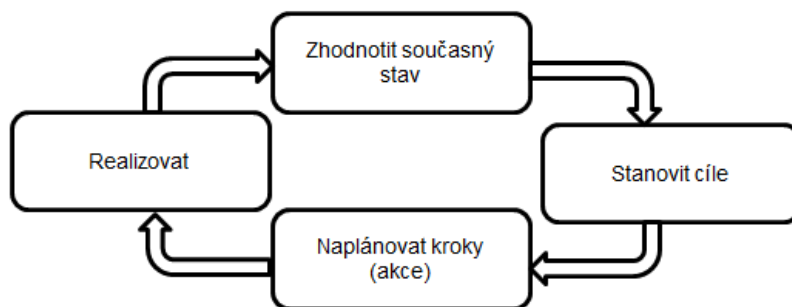 Zhodnotit současný
stav
Stanovit cíle
Naplánovat kroky
(akce)
Realizovat